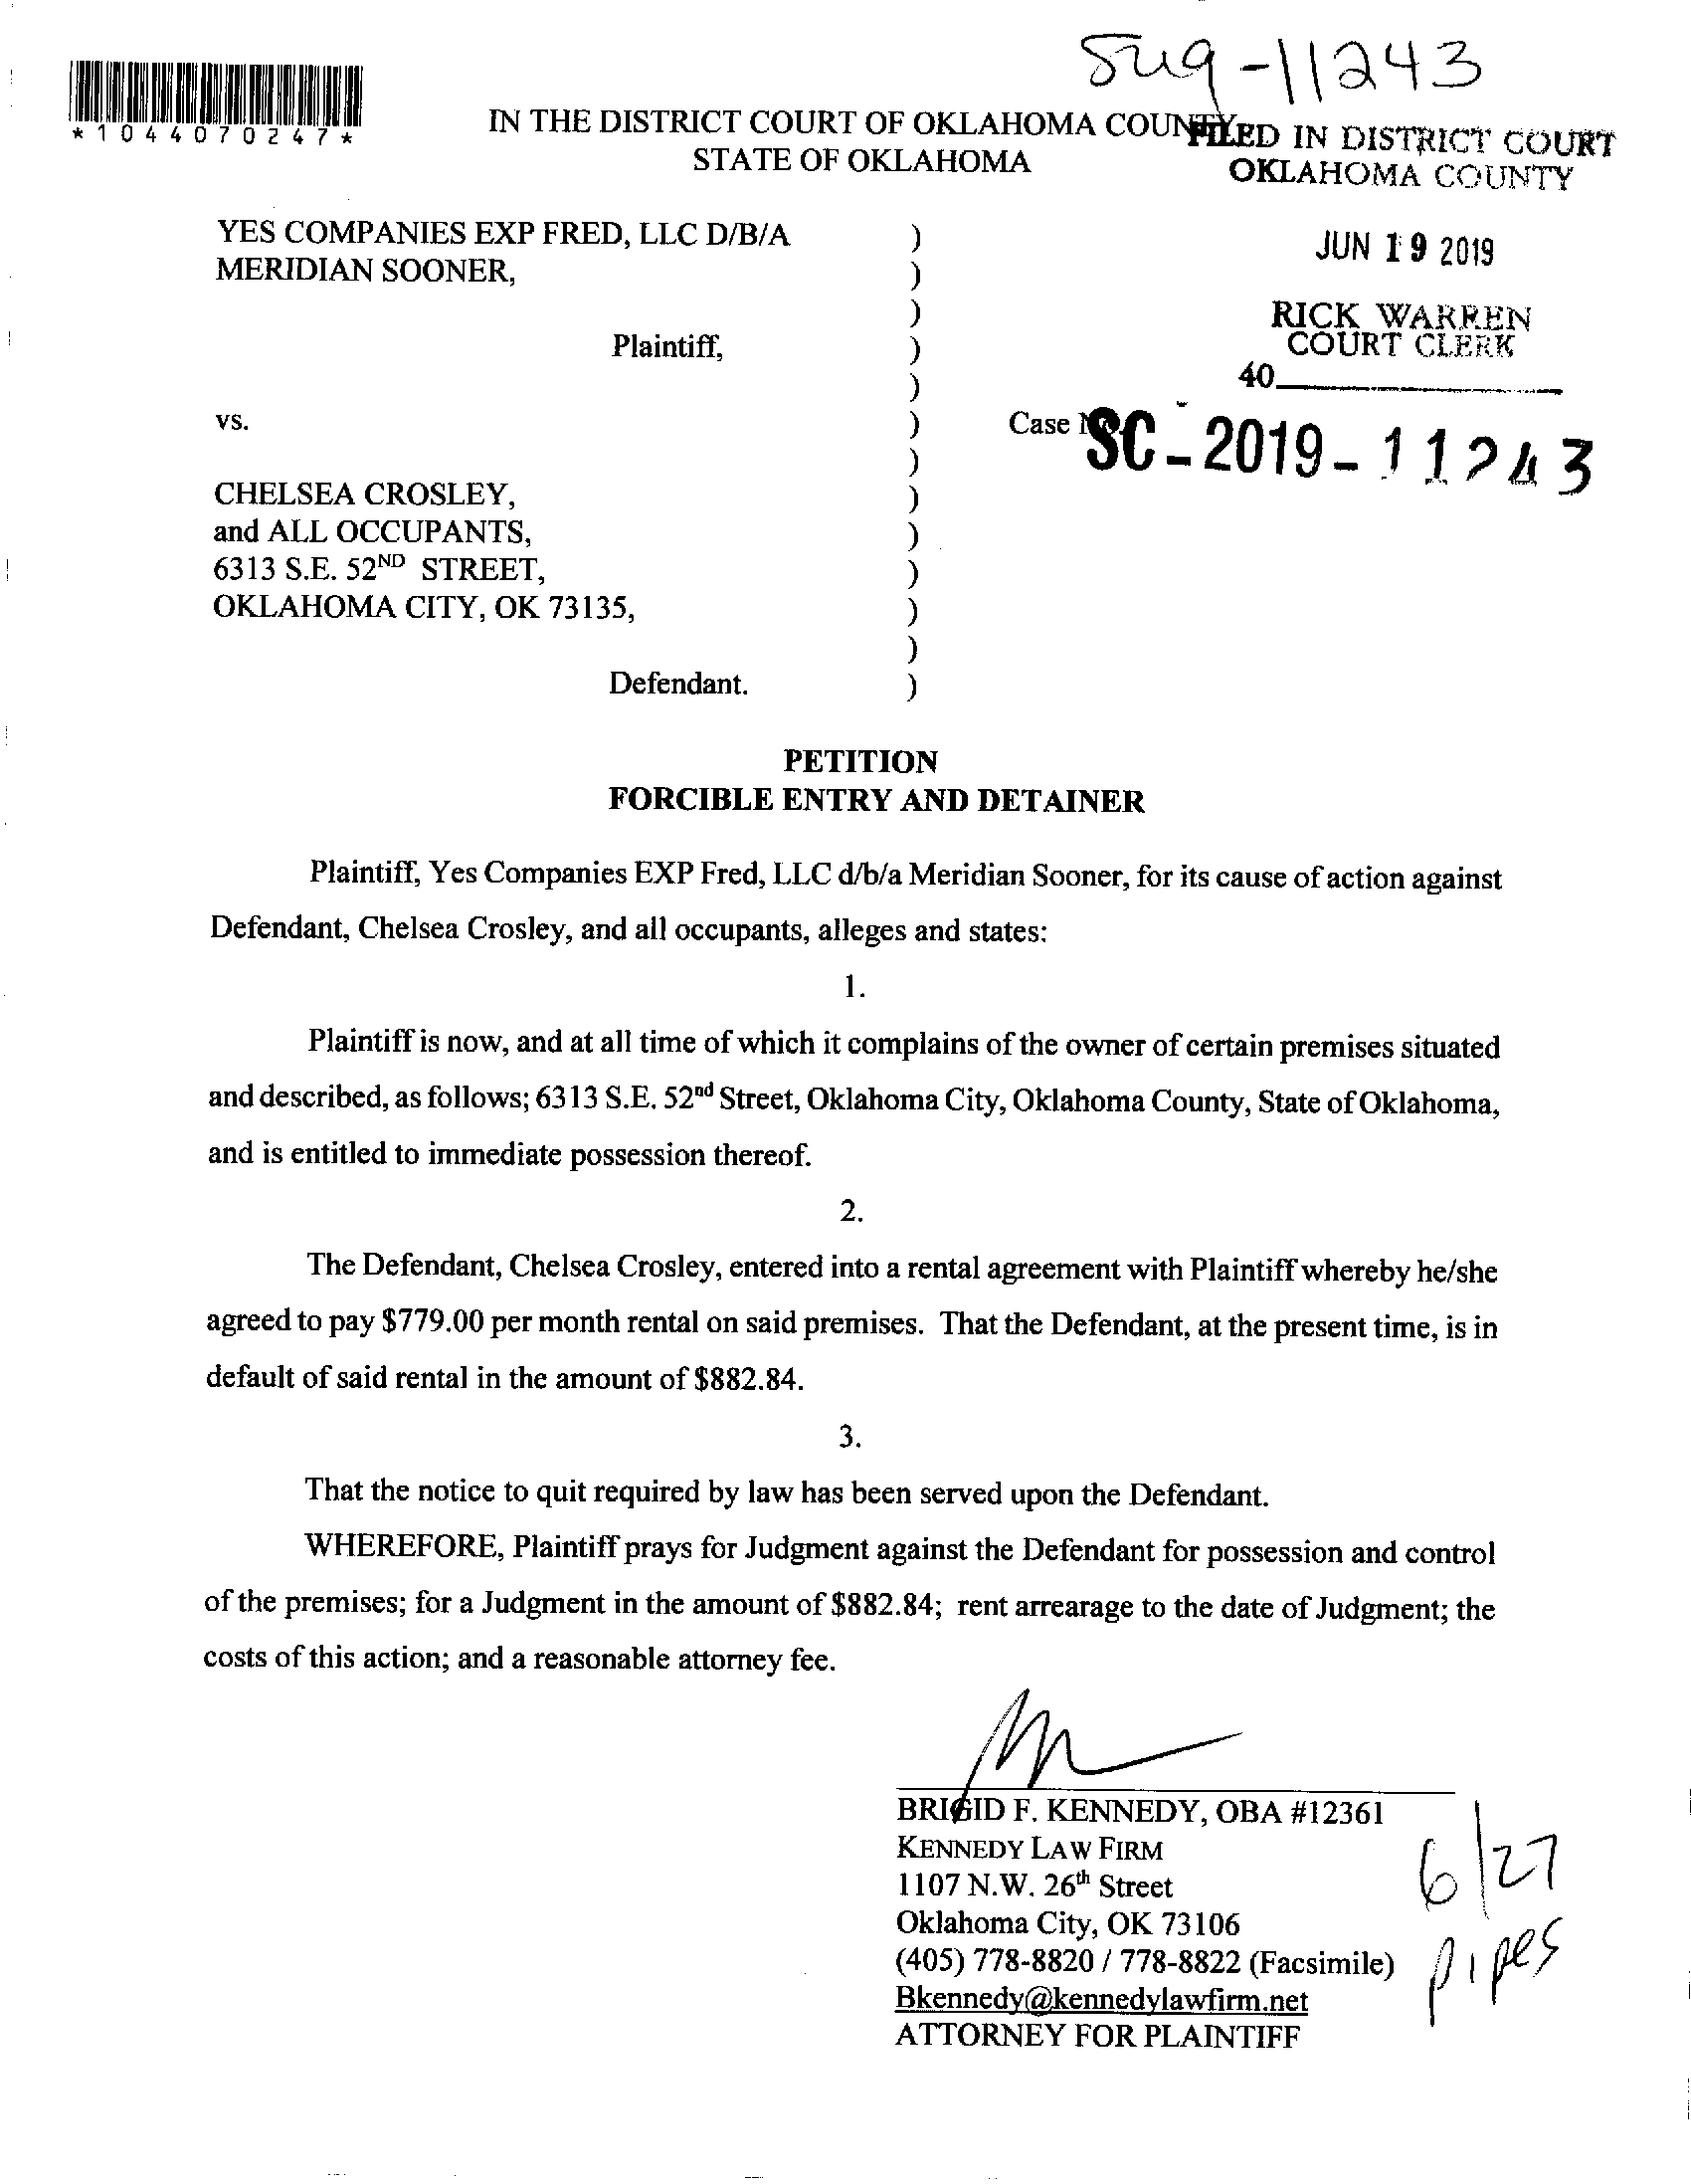 SC19-11243
*1044070247*
IN THE DISTRICT COURT OF OKLAHOMA COUNTY
STATE OF OKLAHOMA
FILED IN DISTRICT COURT
OKLAHOMA COUNTY
JUN 19 2019
RICK WARREN
COURT CLERK
40
YES COMPANIES EXP FRED, LLC D/B/A )
MERIDIAN SOONER, )
)
Plaintiff, )
)
vs. ) Case No. SC-2019-11243
)
CHELSEA CROSLEY, )
and ALL OCCUPANTS, )
6313 S.E. 52ND STREET, )
OKLAHOMA CITY, OK 73135, )
)
Defendant. )
PETITION
FORCIBLE ENTRY AND DETAINER
Plaintiff, Yes Companies EXP Fred, LLC d/b/a Meridian Sooner, for its cause of action against
Defendant, Chelsea Crosley, and all occupants, alleges and states:
1.
Plaintiff is now, and at all time of which it complains of the owner of certain premises situated
and described, as follows; 6313 S.E. 52nd Street, Oklahoma City, Oklahoma County, State of Oklahoma,
and is entitled to immediate possession thereof.
2.
The Defendant, Chelsea Crosley, entered into a rental agreement with Plaintiff whereby he/she
agreed to pay $779.00 per month rental on said premises. That the Defendant, at the present time, is in
default of said rental in the amount of $882.84.
3.
That the notice to quit required by law has been served upon the Defendant.
WHEREFORE, Plaintiff prays for Judgment against the Defendant for possession and control
of the premises; for a Judgment in the amount of $882.84; rent arrearage to the date of Judgment; the
costs of this action; and a reasonable attorney fee.
BRIGID F. KENNEDY, OBA #12361
KENNEDY LAW FIRM
1107 N.W. 26th Street
Oklahoma City, OK 73106
(405) 778-8820 / 778-8822 (Facsimile)
Bkennedy@kennedylawfirm.net
ATTORNEY FOR PLAINTIFF
6/27
pipes